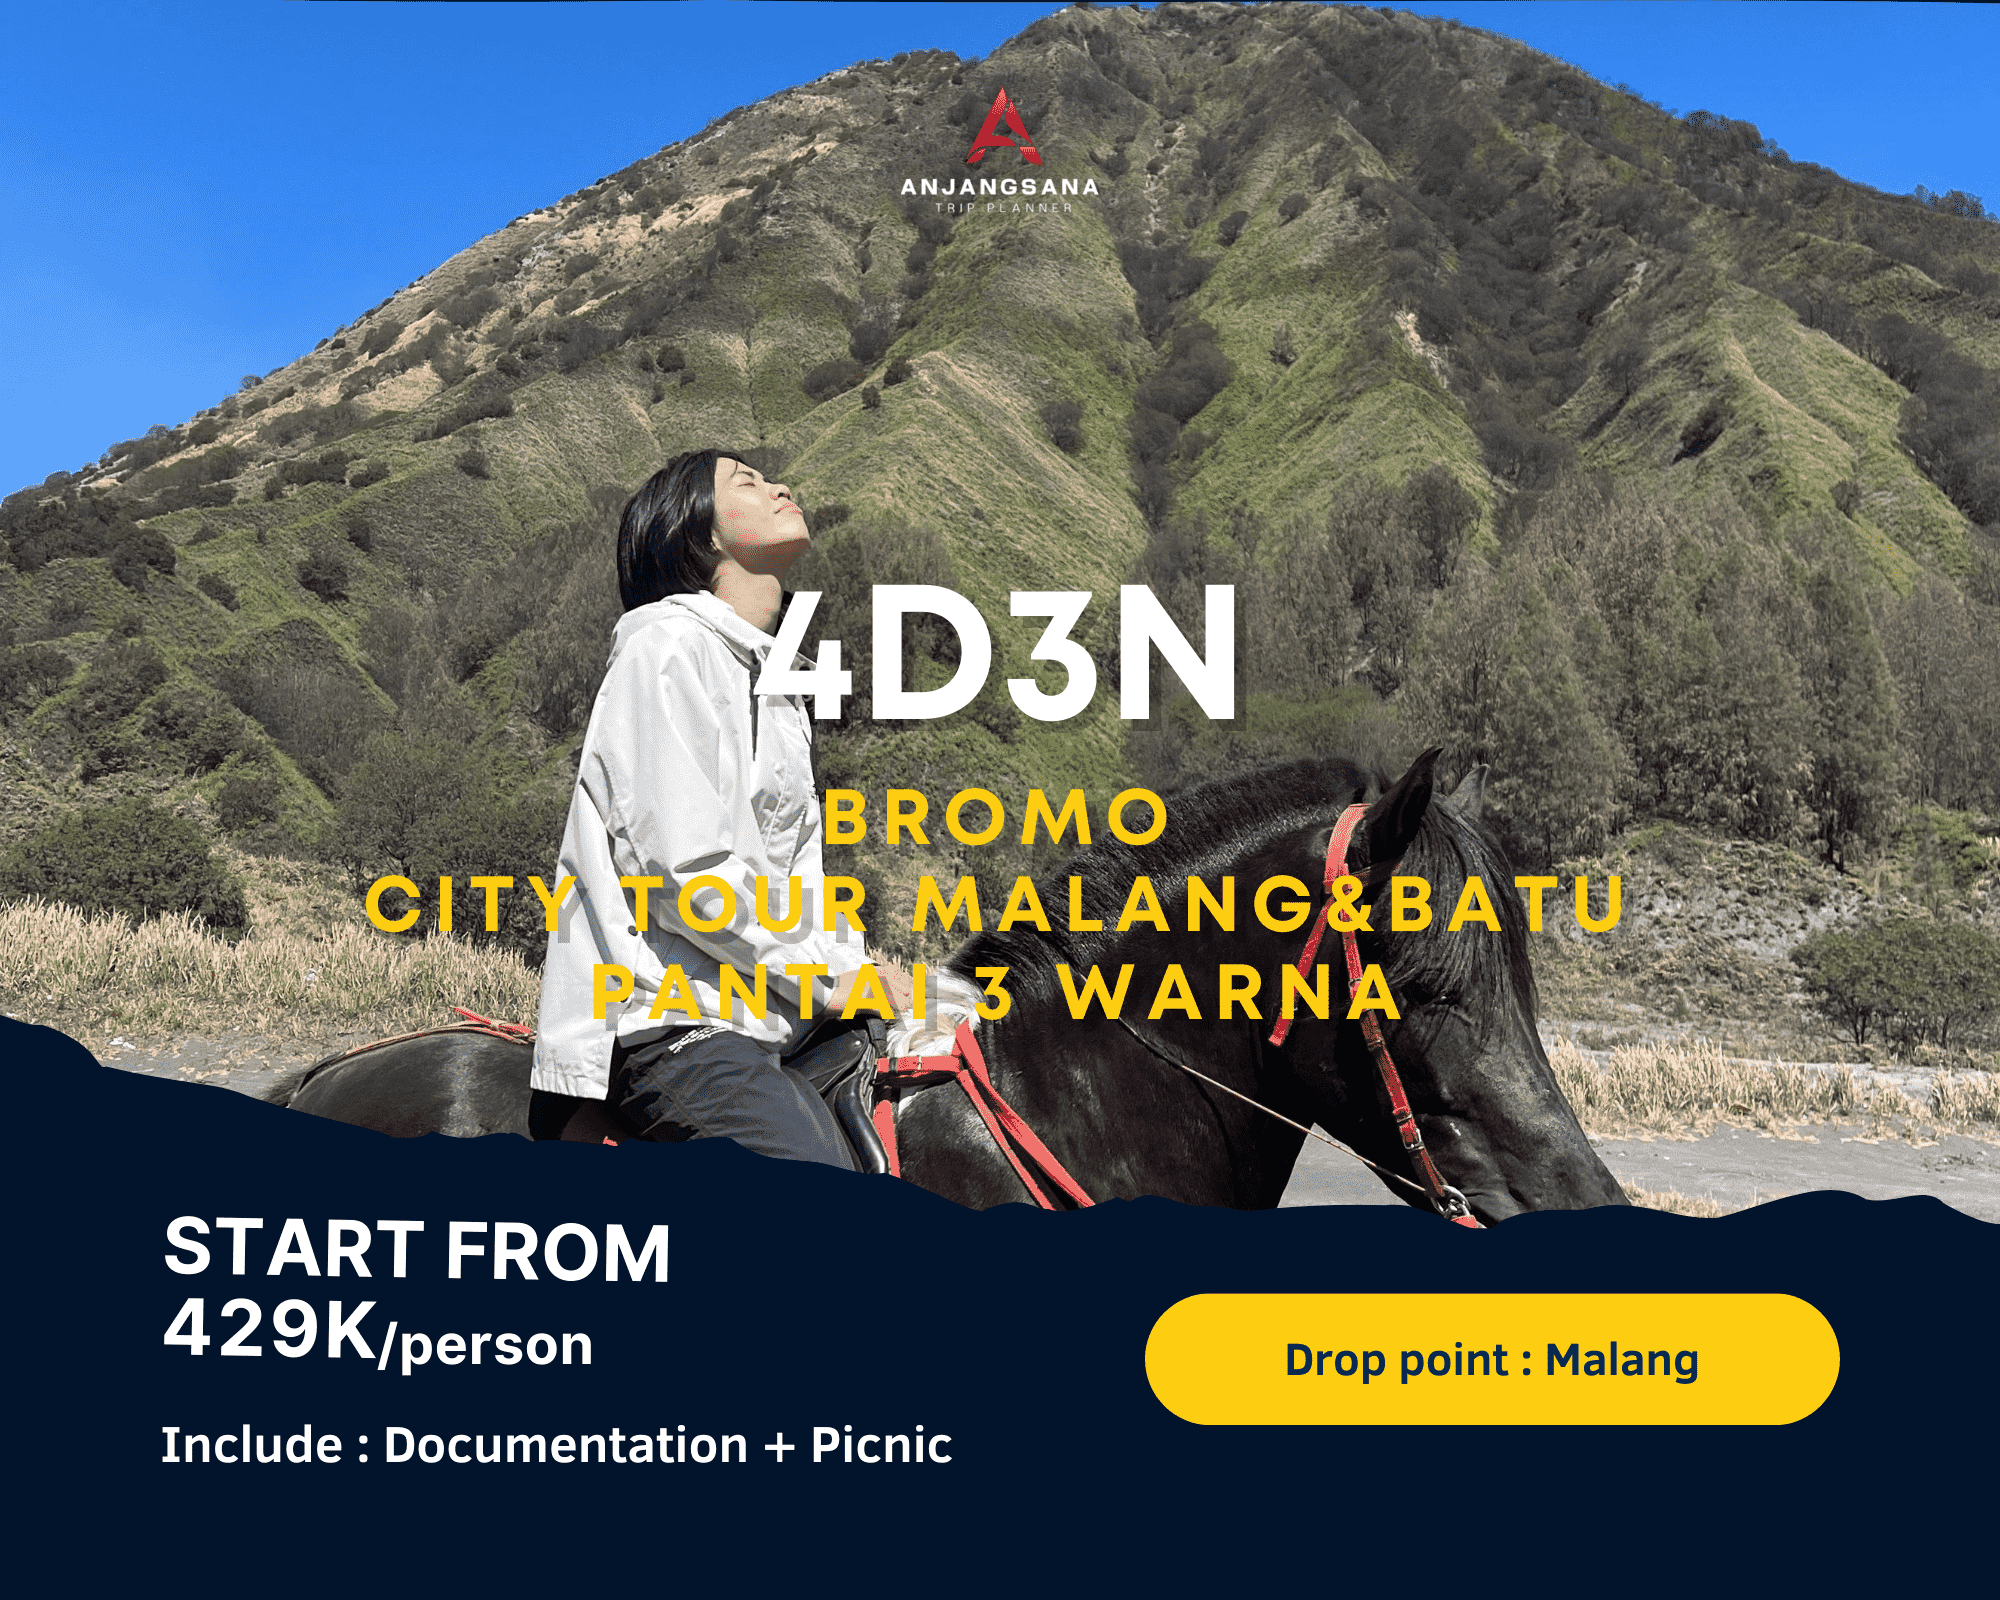 ANJANGSANA
TRIP PLANNER
4D3N
BROMO
CITY TOUR MALANG&BATU
PANTAI 3 WARNA
START FROM
429K/person
Include : Documentation + Picnic
Drop point : Malang